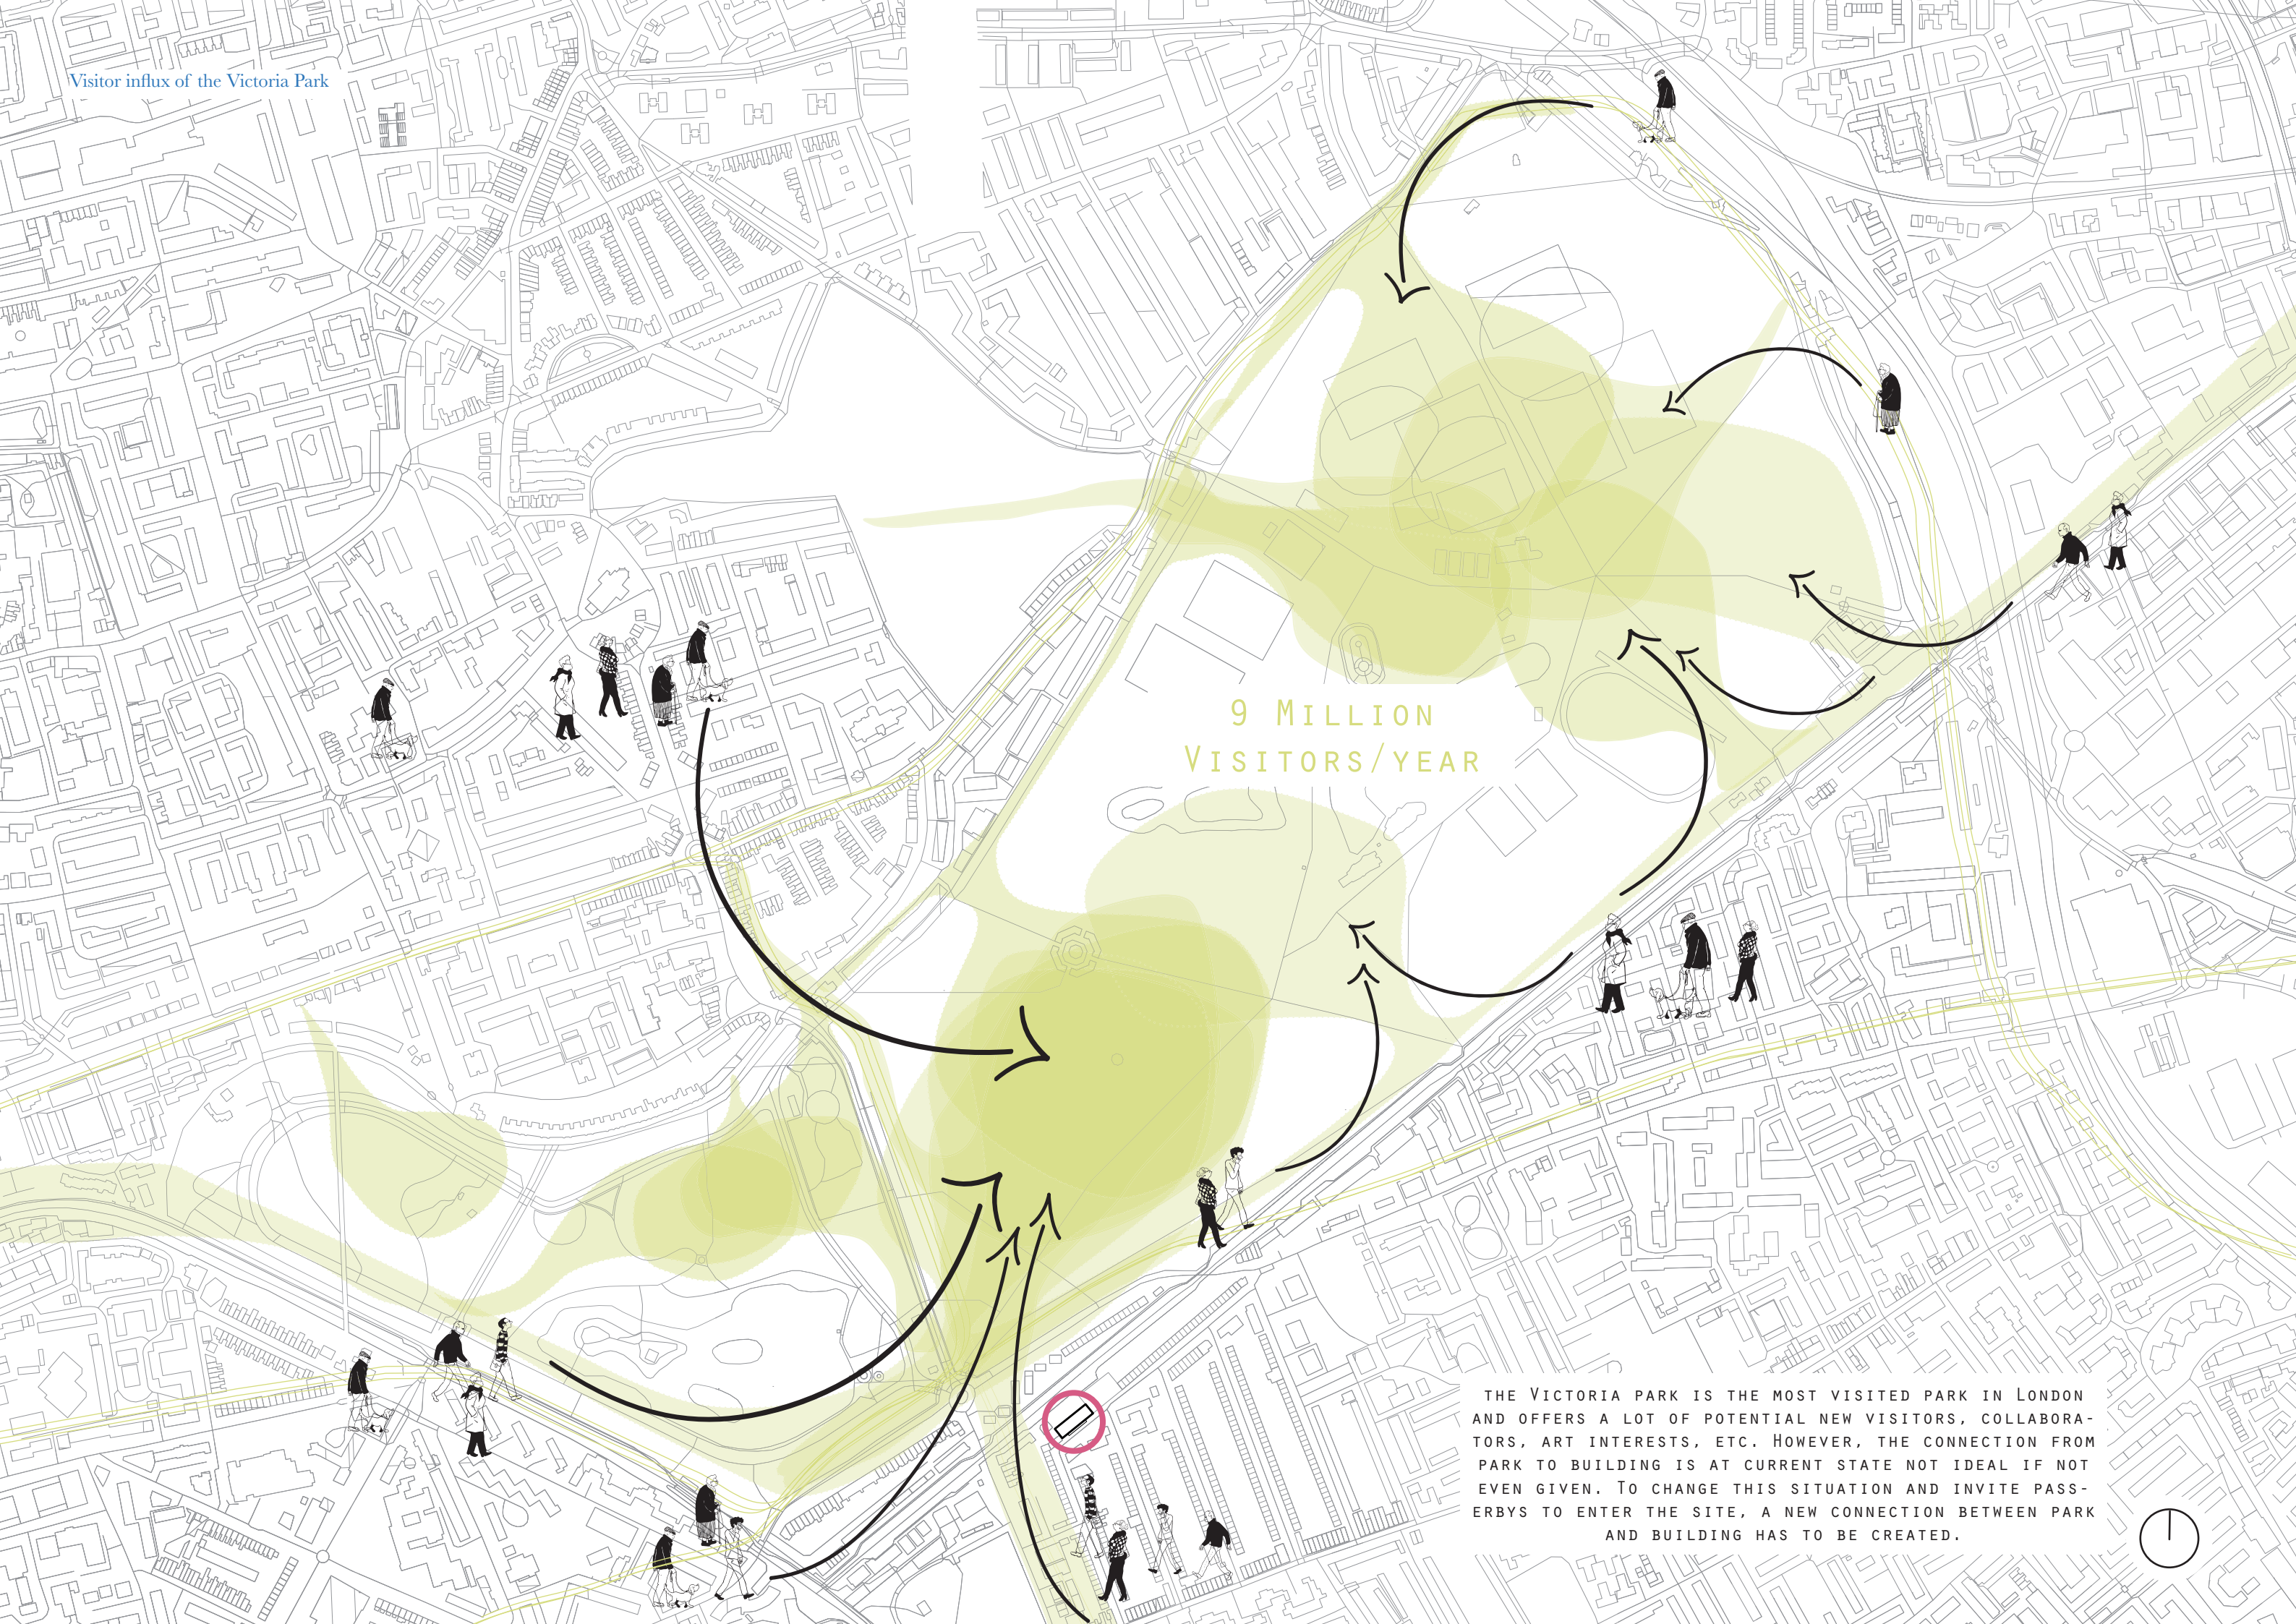 Visitor influx of the Victoria Park
9 Million
Visitors/year
the Victoria park is the most visited park in London
and offers a lot of potential new visitors, collabora-
tors, art interests, etc. However, the connection from
park to building is at current state not ideal if not
even given. To change this situation and invite pass-
erbys to enter the site, a new connection between park
and building has to be created.